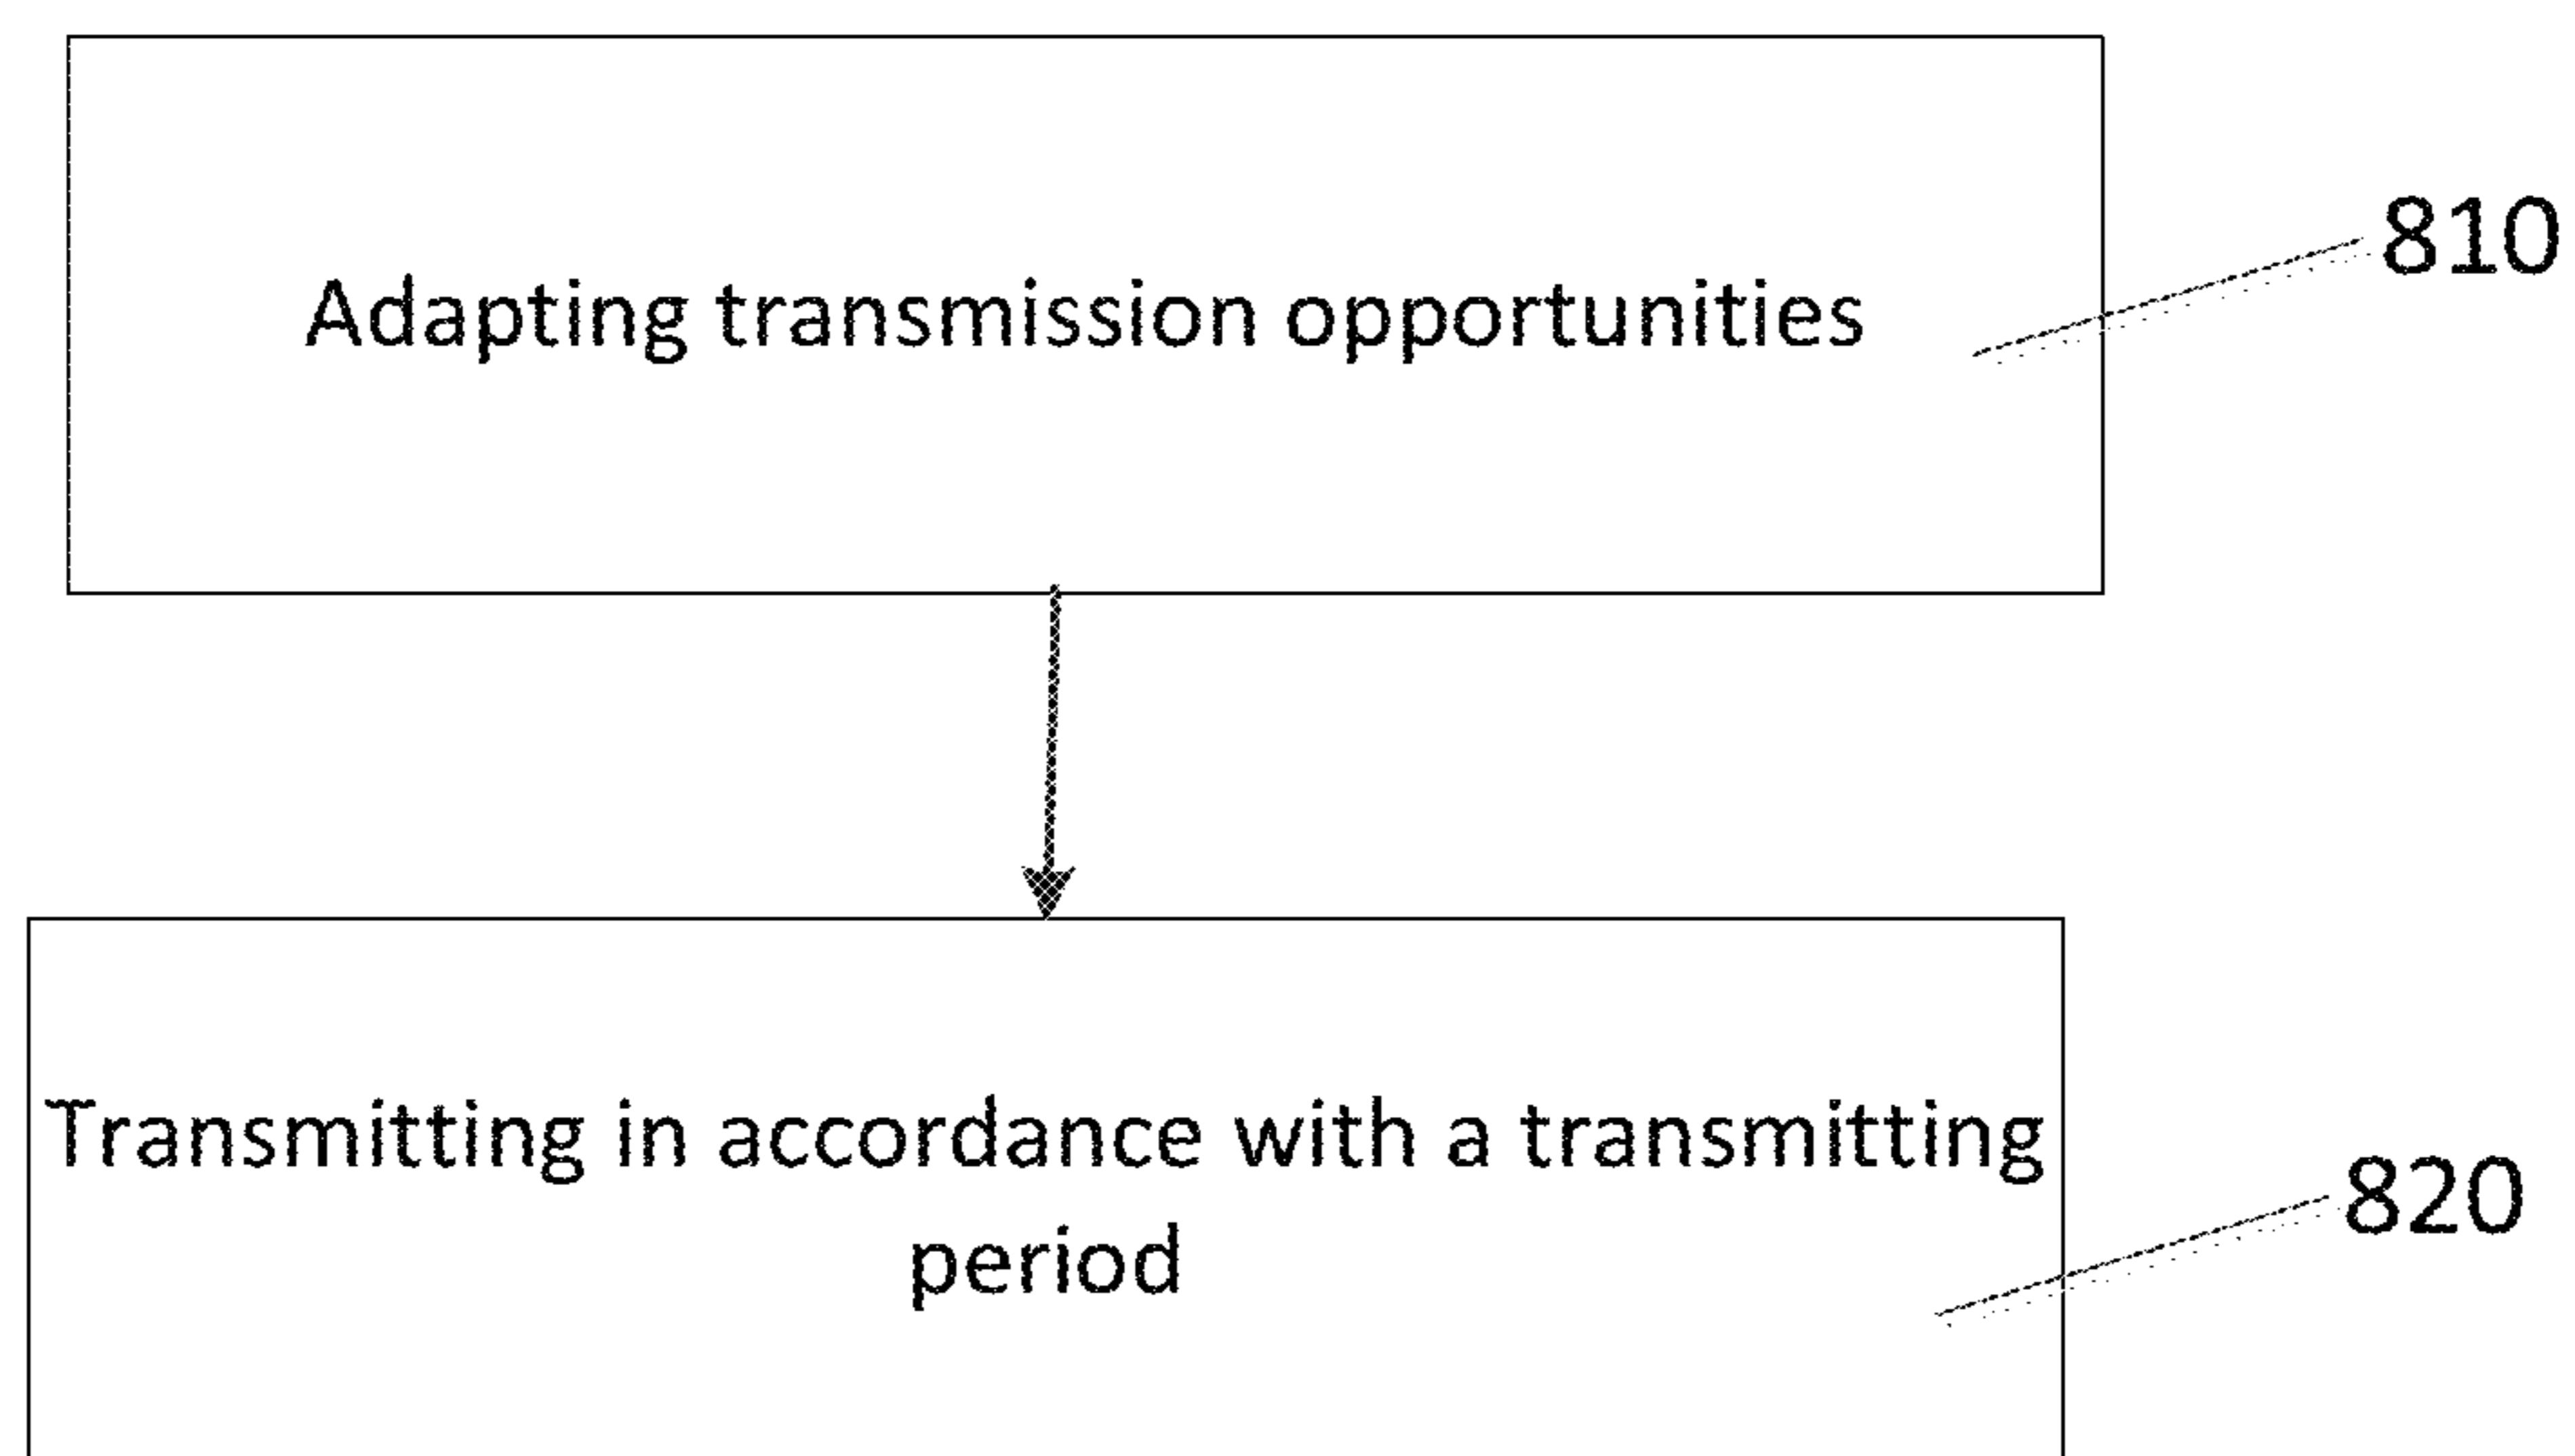 Adapting transmission opportunities
810
Transmitting in accordance with a transmitting
period
820